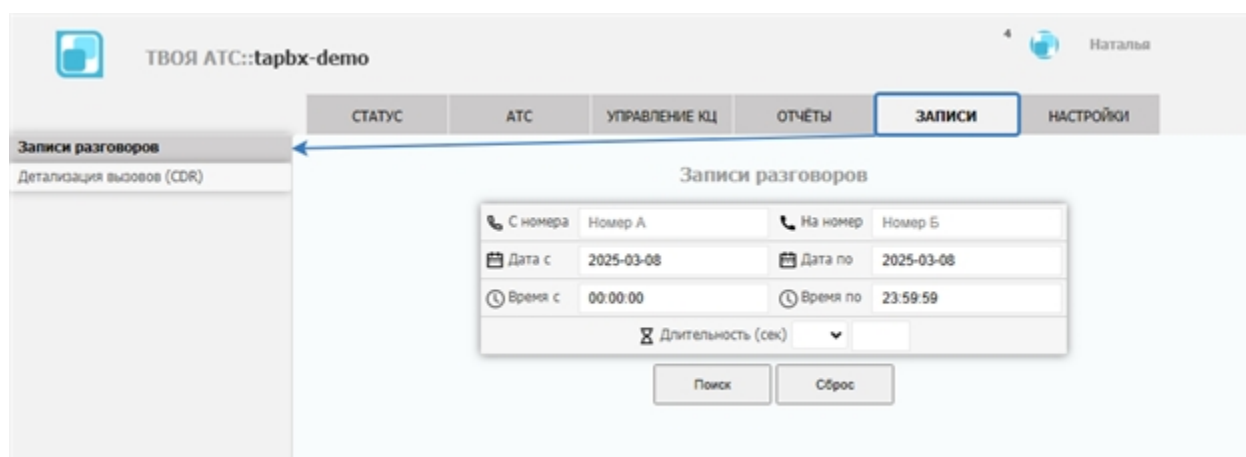 4
ТВОЯ АТС::tapbx-demo
Наталья
СТАТУС АТС УПРАВЛЕНИЕ КЦ ОТЧЁТЫ ЗАПИСИ НАСТРОЙКИ
Записи разговоров
Детализация вызовов (CDR)
Записи разговоров
С номера Номер А На номер Номер Б
Дата с 2025-03-08 Дата по 2025-03-08
Время с 00:00:00 Время по 23:59:59
Длительность (сек)
Поиск Сброс